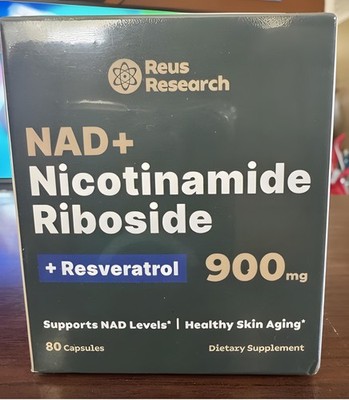 Reus
Research
NAD+
Nicotinamide
Riboside
+ Resveratrol 900mg
Supports NAD Levels* | Healthy Skin Aging*
80 Capsules Dietary Supplement